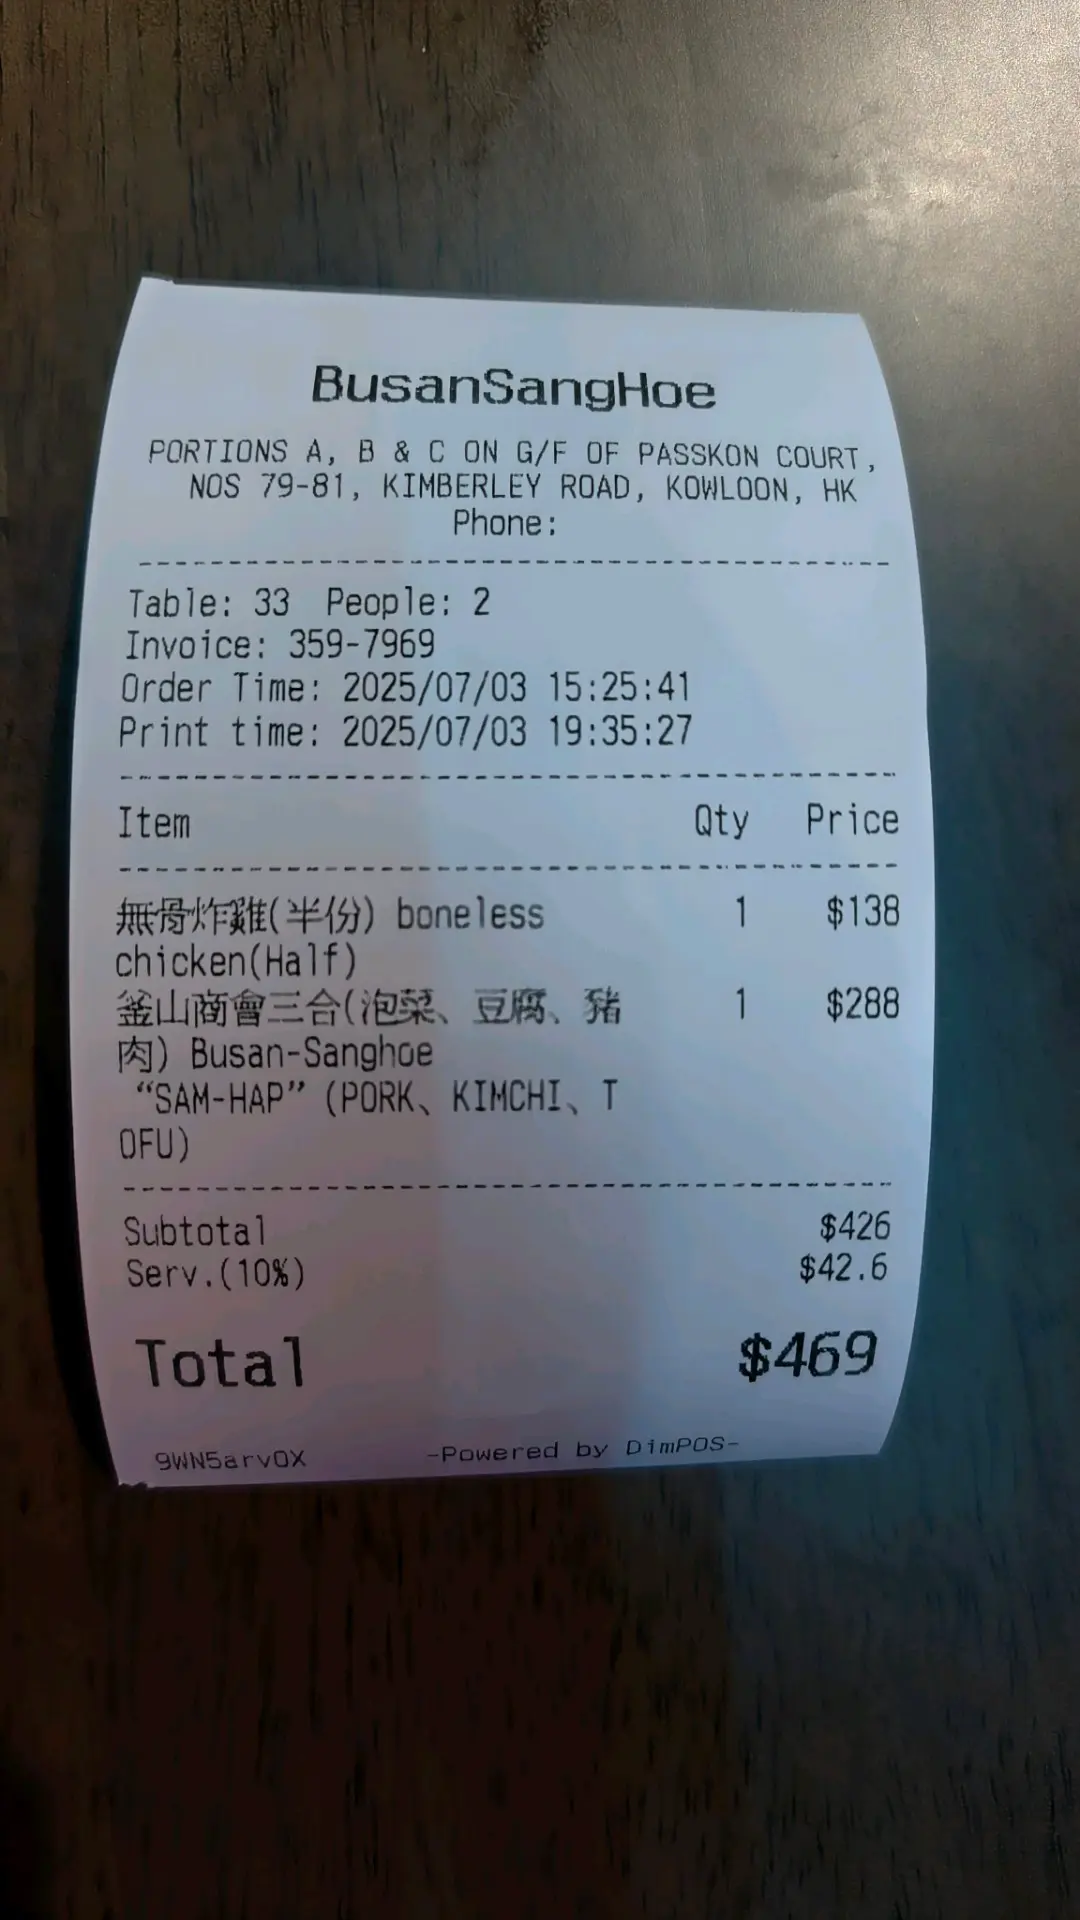 BusanSangHoe
PORTIONS A, B & C ON G/F OF PASSKON COURT,
NOS 79-81, KIMBERLEY ROAD, KOWLOON, HK
Phone:
Table: 33 People: 2
Invoice: 359-7969
Order Time: 2025/07/03 15:25:41
Print time: 2025/07/03 19:35:27
Item Qty Price
無骨炸雞(半份) boneless 1 $138
chicken(Half)
釜山商會三合(泡菜、豆腐、豬 1 $288
肉) Busan-Sanghoe
“SAM-HAP” (PORK、KIMCHI、T
OFU)
Subtotal $426
Serv.(10%) $42.6
Total $469
9WN5arvOX -Powered by DimPOS-